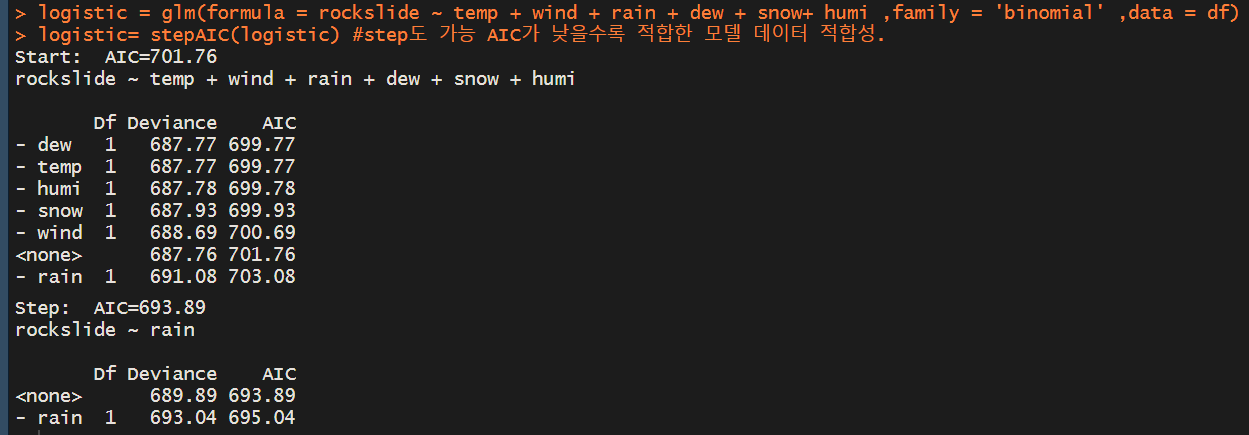 > logistic = glm(formula = rockslide ~ temp + wind + rain + dew + snow+ humi ,family = 'binomial' ,data = df)
> logistic= stepAIC(logistic) #step도 가능 AIC가 낮을수록 적합한 모델 데이터 적합성.
Start:  AIC=701.76
rockslide ~ temp + wind + rain + dew + snow + humi

       Df Deviance    AIC
- dew   1   687.77 699.77
- temp  1   687.77 699.77
- humi  1   687.78 699.78
- snow  1   687.93 699.93
- wind  1   688.69 700.69
<none>      687.76 701.76
- rain  1   691.08 703.08
Step:  AIC=693.89
rockslide ~ rain

       Df Deviance    AIC
<none>      689.89 693.89
- rain  1   693.04 695.04